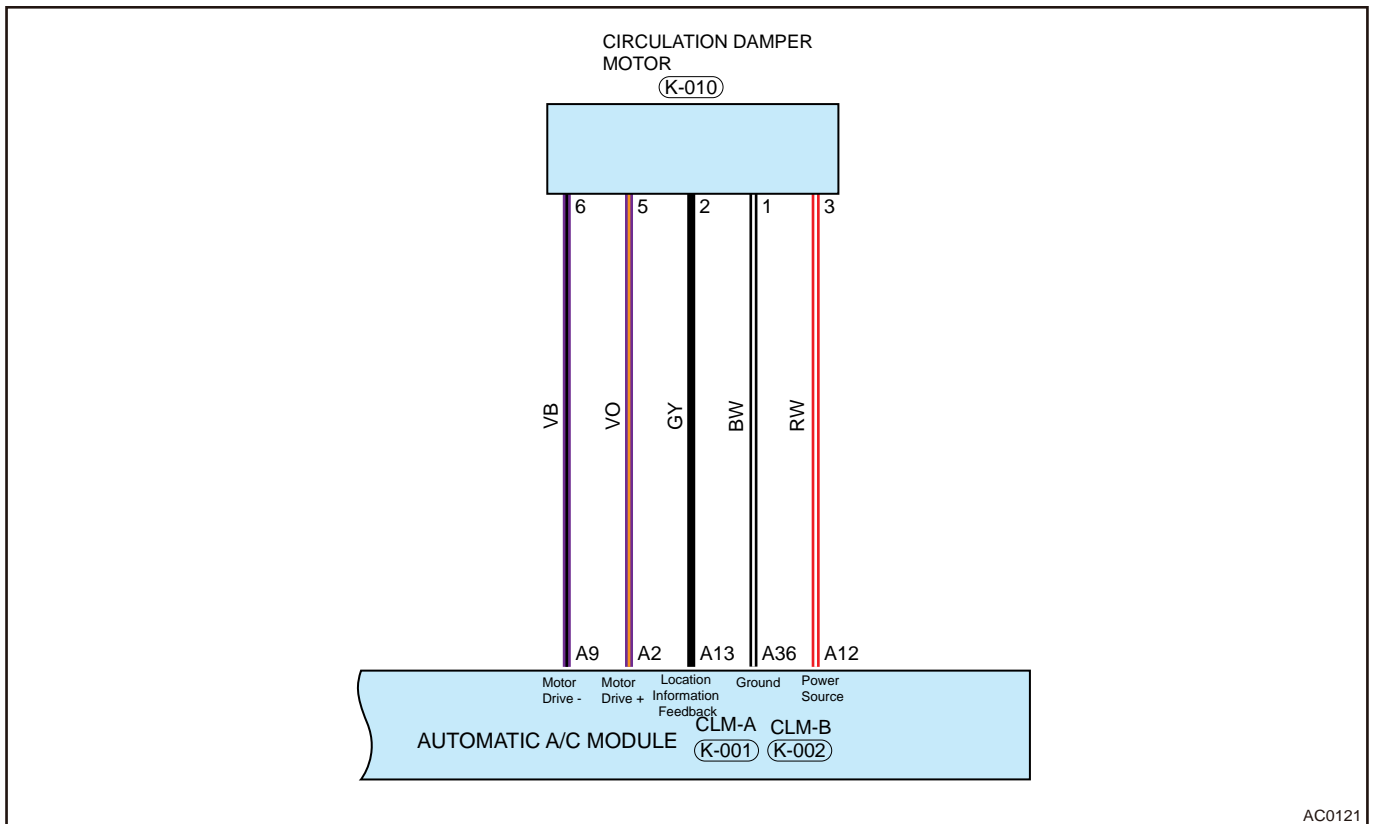 CIRCULATION DAMPER
MOTOR
K-010
6 5 2 1 3
VB VO GY BW RW
A9 A2 A13 A36 A12
Motor
Drive -
Motor
Drive +
Location
Information
Feedback
Ground
Power
Source
AUTOMATIC A/C MODULE
CLM-A CLM-B
K-001 K-002
AC0121